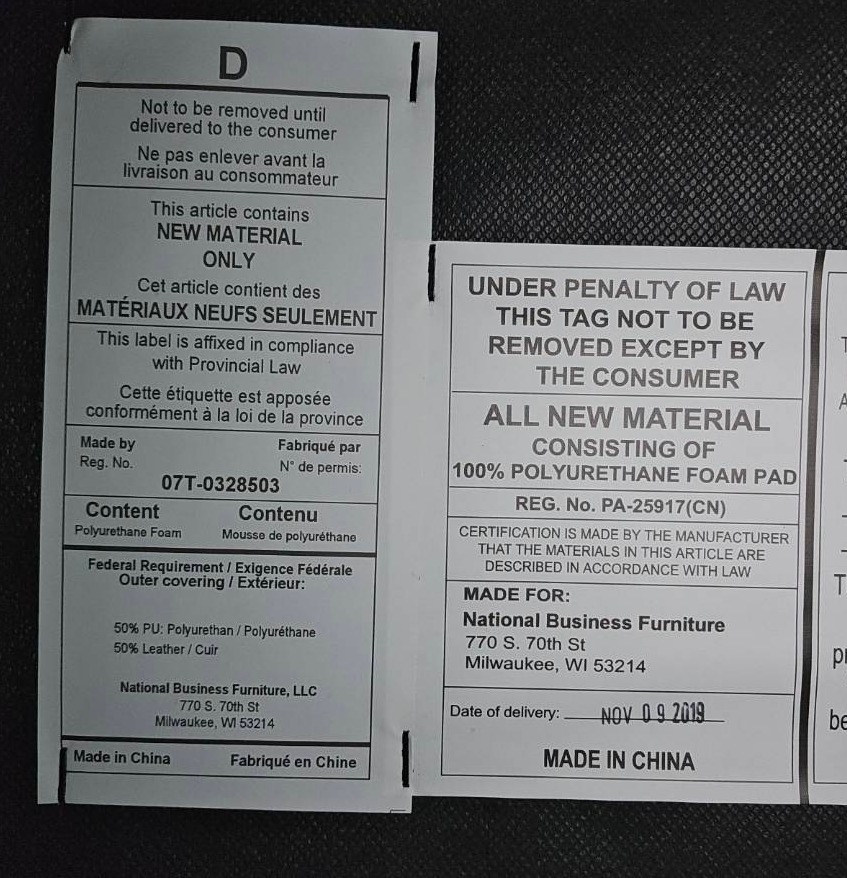 D
Not to be removed until
delivered to the consumer
Ne pas enlever avant la
livraison au consommateur
This article contains
NEW MATERIAL
ONLY
Cet article contient des
MATÉRIAUX NEUFS SEULEMENT
This label is affixed in compliance
with Provincial Law
Cette étiquette est apposée
conformément à la loi de la province
Made by Fabriqué par
Reg. No. N° de permis:
07T-0328503
Content Contenu
Polyurethane Foam Mousse de polyuréthane
Federal Requirement / Exigence Fédérale
Outer covering / Extérieur:
50% PU: Polyurethan / Polyuréthane
50% Leather / Cuir
National Business Furniture, LLC
770 S. 70th St
Milwaukee, WI 53214
Made in China Fabriqué en Chine
UNDER PENALTY OF LAW
THIS TAG NOT TO BE
REMOVED EXCEPT BY
THE CONSUMER
ALL NEW MATERIAL
CONSISTING OF
100% POLYURETHANE FOAM PAD
REG. No. PA-25917(CN)
CERTIFICATION IS MADE BY THE MANUFACTURER
THAT THE MATERIALS IN THIS ARTICLE ARE
DESCRIBED IN ACCORDANCE WITH LAW
MADE FOR:
National Business Furniture
770 S. 70th St
Milwaukee, WI 53214
Date of delivery: NOV 09 2019
MADE IN CHINA